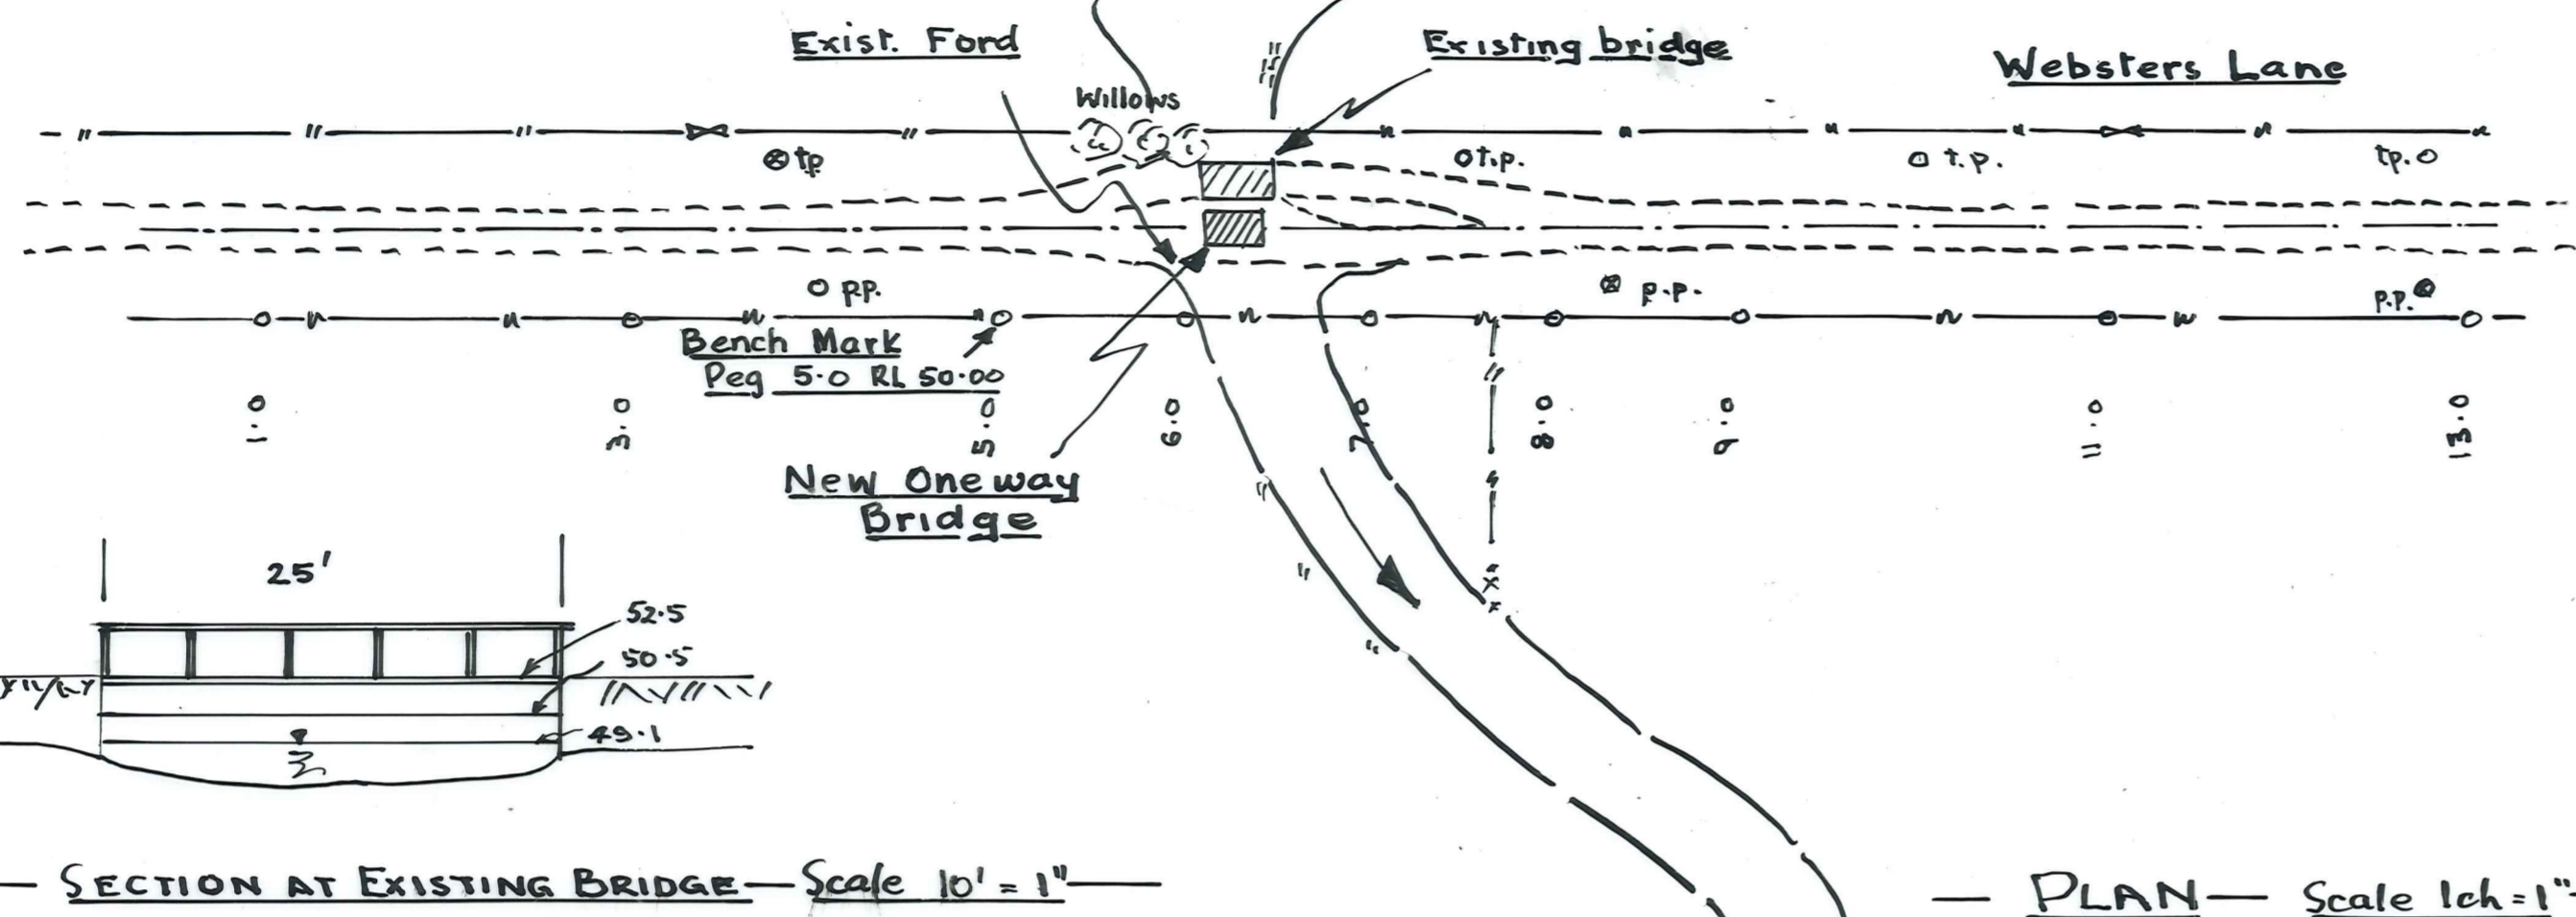 Exist. Ford
Existing bridge
Websters Lane
Willows
tp
t.p.
t.p.
tp.
p.p.
p.p.
p.p.
Bench Mark
Peg 5.0 RL 50.00
1.0
3.0
5.0
6.0
7.0
8.0
9.0
11.0
13.0
New One way
Bridge
25'
52.5
50.5
49.1
SECTION AT EXISTING BRIDGE — Scale 10' = 1"
PLAN — Scale 1ch = 1"